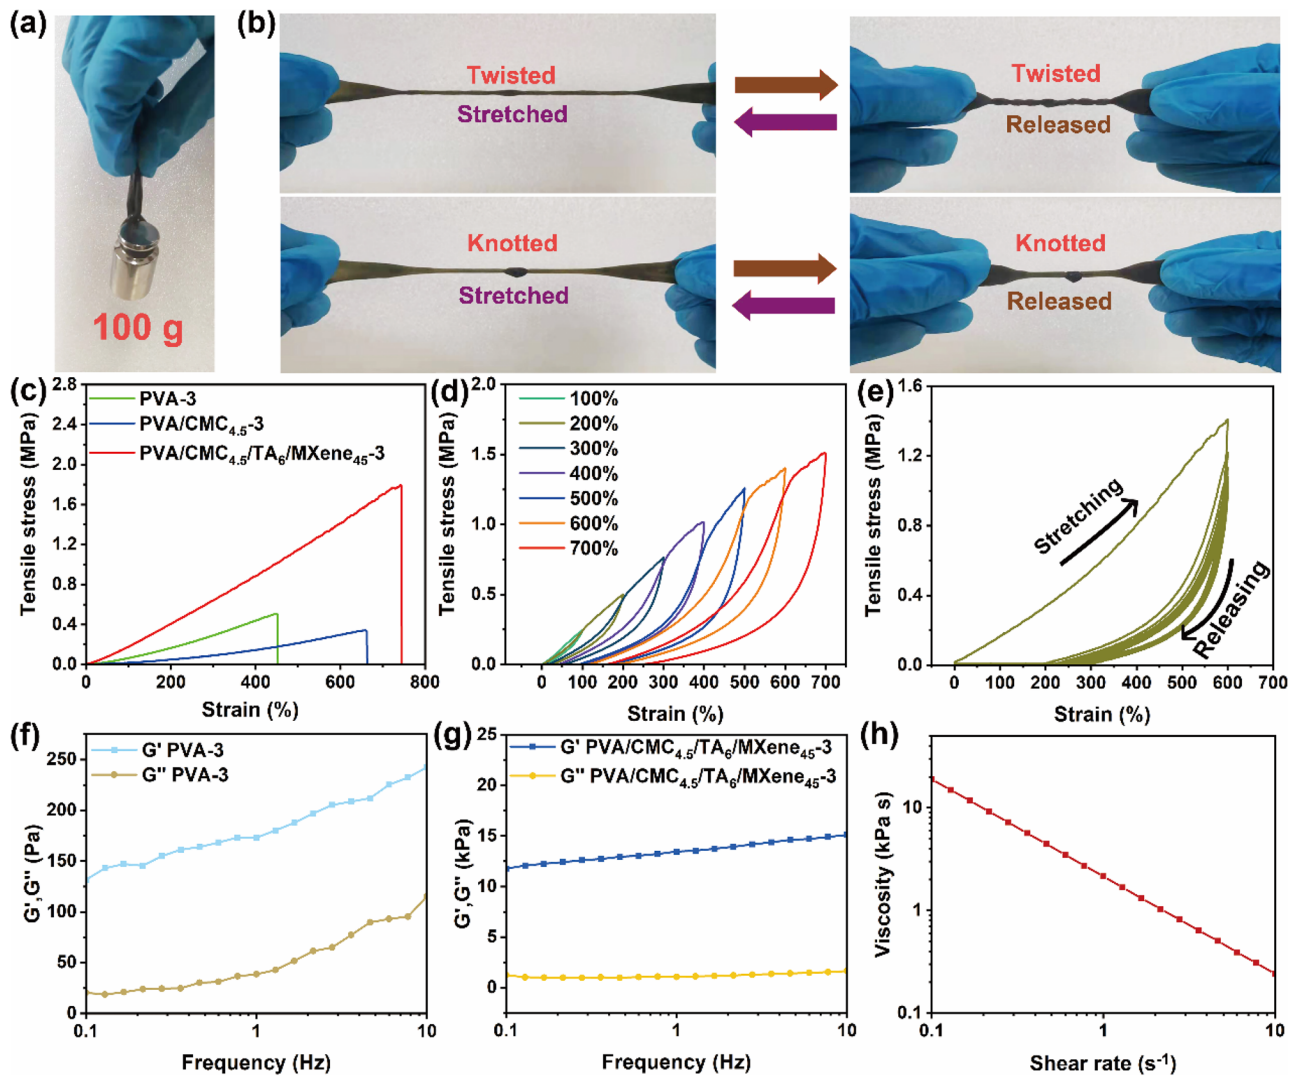 (a)
100 g
(b)
Twisted
Stretched
Twisted
Released
Knotted
Stretched
Knotted
Released
(c)
Tensile stress (MPa)
2.8
2.4
2.0
1.6
1.2
0.8
0.4
0.0
PVA-3
PVA/CMC4.5-3
PVA/CMC4.5/TA6/MXene45-3
0 200 400 600 800
Strain (%)
(d)
Tensile stress (MPa)
2.0
1.5
1.0
0.5
0.0
100%
200%
300%
400%
500%
600%
700%
0 100 200 300 400 500 600 700
Strain (%)
(e)
Tensile stress (MPa)
1.6
1.2
0.8
0.4
0.0
Stretching
Releasing
0 100 200 300 400 500 600 700
Strain (%)
(f)
G',G'' (Pa)
250
200
150
100
50
0
G' PVA-3
G'' PVA-3
0.1 1 10
Frequency (Hz)
(g)
G',G'' (kPa)
25
20
15
10
5
0
G' PVA/CMC4.5/TA6/MXene45-3
G'' PVA/CMC4.5/TA6/MXene45-3
0.1 1 10
Frequency (Hz)
(h)
Viscosity (kPa s)
10
1
0.1
0.1 1 10
Shear rate (s-1)